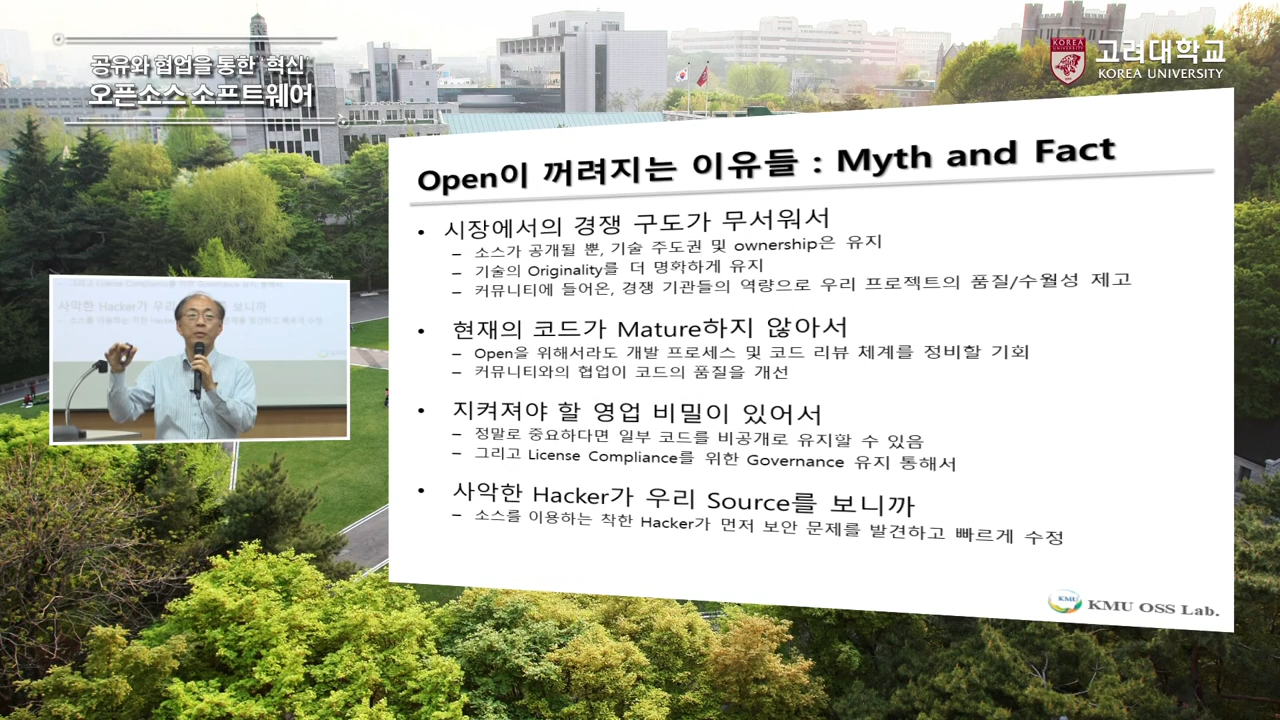 공유와 협업을 통한 혁신
오픈소스 소프트웨어
KOREA
고려대학교
KOREA UNIVERSITY
Open이 꺼려지는 이유들 : Myth and Fact
• 시장에서의 경쟁 구도가 무서워서
– 소스가 공개될 뿐, 기술 주도권 및 ownership은 유지
– 기술의 Originality를 더 명확하게 유지
– 커뮤니티에 들어온, 경쟁 기관들의 역량으로 우리 프로젝트의 품질/수월성 제고
• 현재의 코드가 Mature하지 않아서
– Open을 위해서라도 개발 프로세스 및 코드 리뷰 체계를 정비할 기회
– 커뮤니티와의 협업이 코드의 품질을 개선
• 지켜져야 할 영업 비밀이 있어서
– 정말로 중요하다면 일부 코드를 비공개로 유지할 수 있음
– 그리고 License Compliance를 위한 Governance 유지 통해서
• 사악한 Hacker가 우리 Source를 보니까
– 소스를 이용하는 착한 Hacker가 먼저 보안 문제를 발견하고 빠르게 수정
KMU
KMU OSS Lab.
사악한 Hacker가 우리
를 보니까